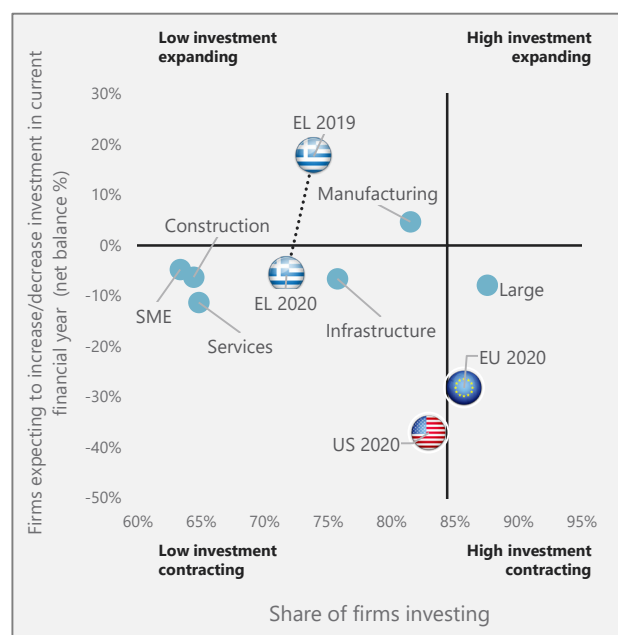 Low investment
expanding
High investment
expanding
Firms expecting to increase/decrease investment in current
financial year (net balance %)
30%
20%
10%
0%
-10%
-20%
-30%
-40%
-50%
EL 2019
Manufacturing
Construction
SME
Services
EL 2020
Infrastructure
Large
EU 2020
US 2020
60%
65%
70%
75%
80%
85%
90%
95%
Low investment
contracting
High investment
contracting
Share of firms investing